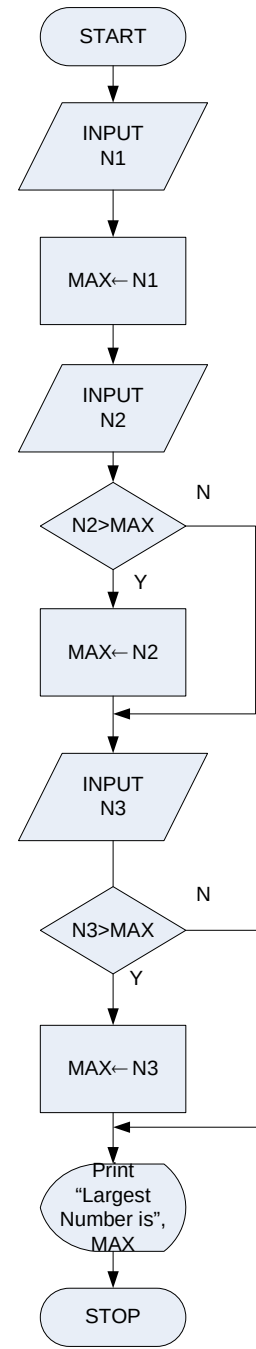 START
INPUT
N1
MAX← N1
INPUT
N2
N
N2>MAX
Y
MAX← N2
INPUT
N3
N
N3>MAX
Y
MAX← N3
Print
“Largest
Number is”,
MAX
STOP